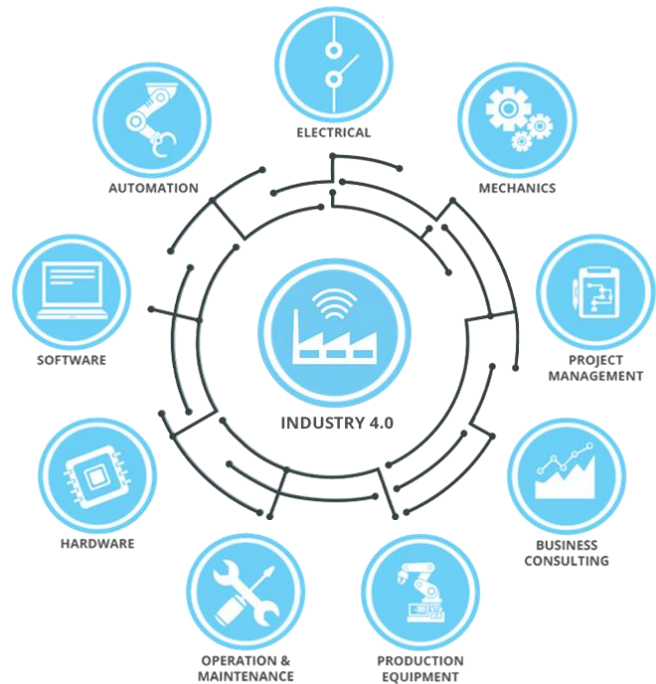 ELECTRICAL
AUTOMATION
MECHANICS
SOFTWARE
PROJECT
MANAGEMENT
INDUSTRY 4.0
HARDWARE
BUSINESS
CONSULTING
OPERATION &
MAINTENANCE
PRODUCTION
EQUIPMENT